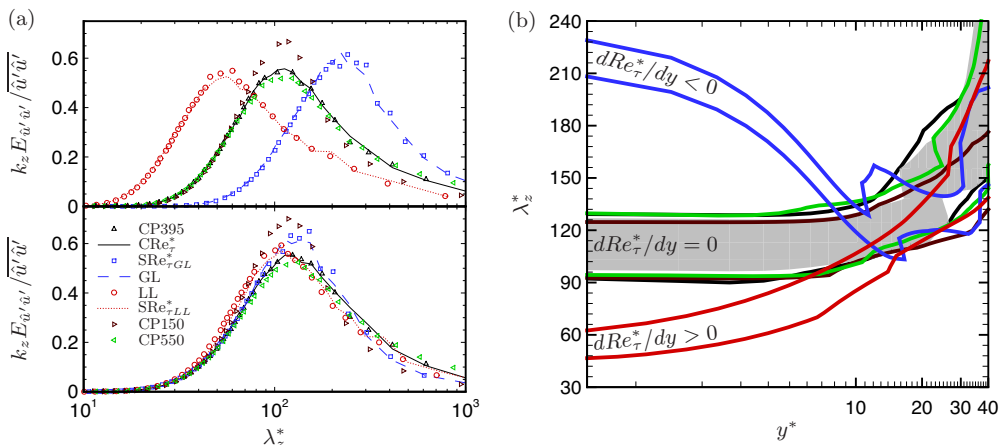 (a)
0.6
0.4
0.2
0
k_z E_{û'û'} / \overline{û'û'}
0.6
0.4
0.2
0
k_z E_{û'û'} / \overline{û'û'}
CP395
CRe*_τ
SRe*_{τGL}
GL
LL
SRe*_{τLL}
CP150
CP550
10^1 10^2 10^3
λ*_z
(b)
240
210
180
150
120
90
60
30
λ*_z
dRe*_τ/dy < 0
dRe*_τ/dy = 0
dRe*_τ/dy > 0
10 20 30 40
y*